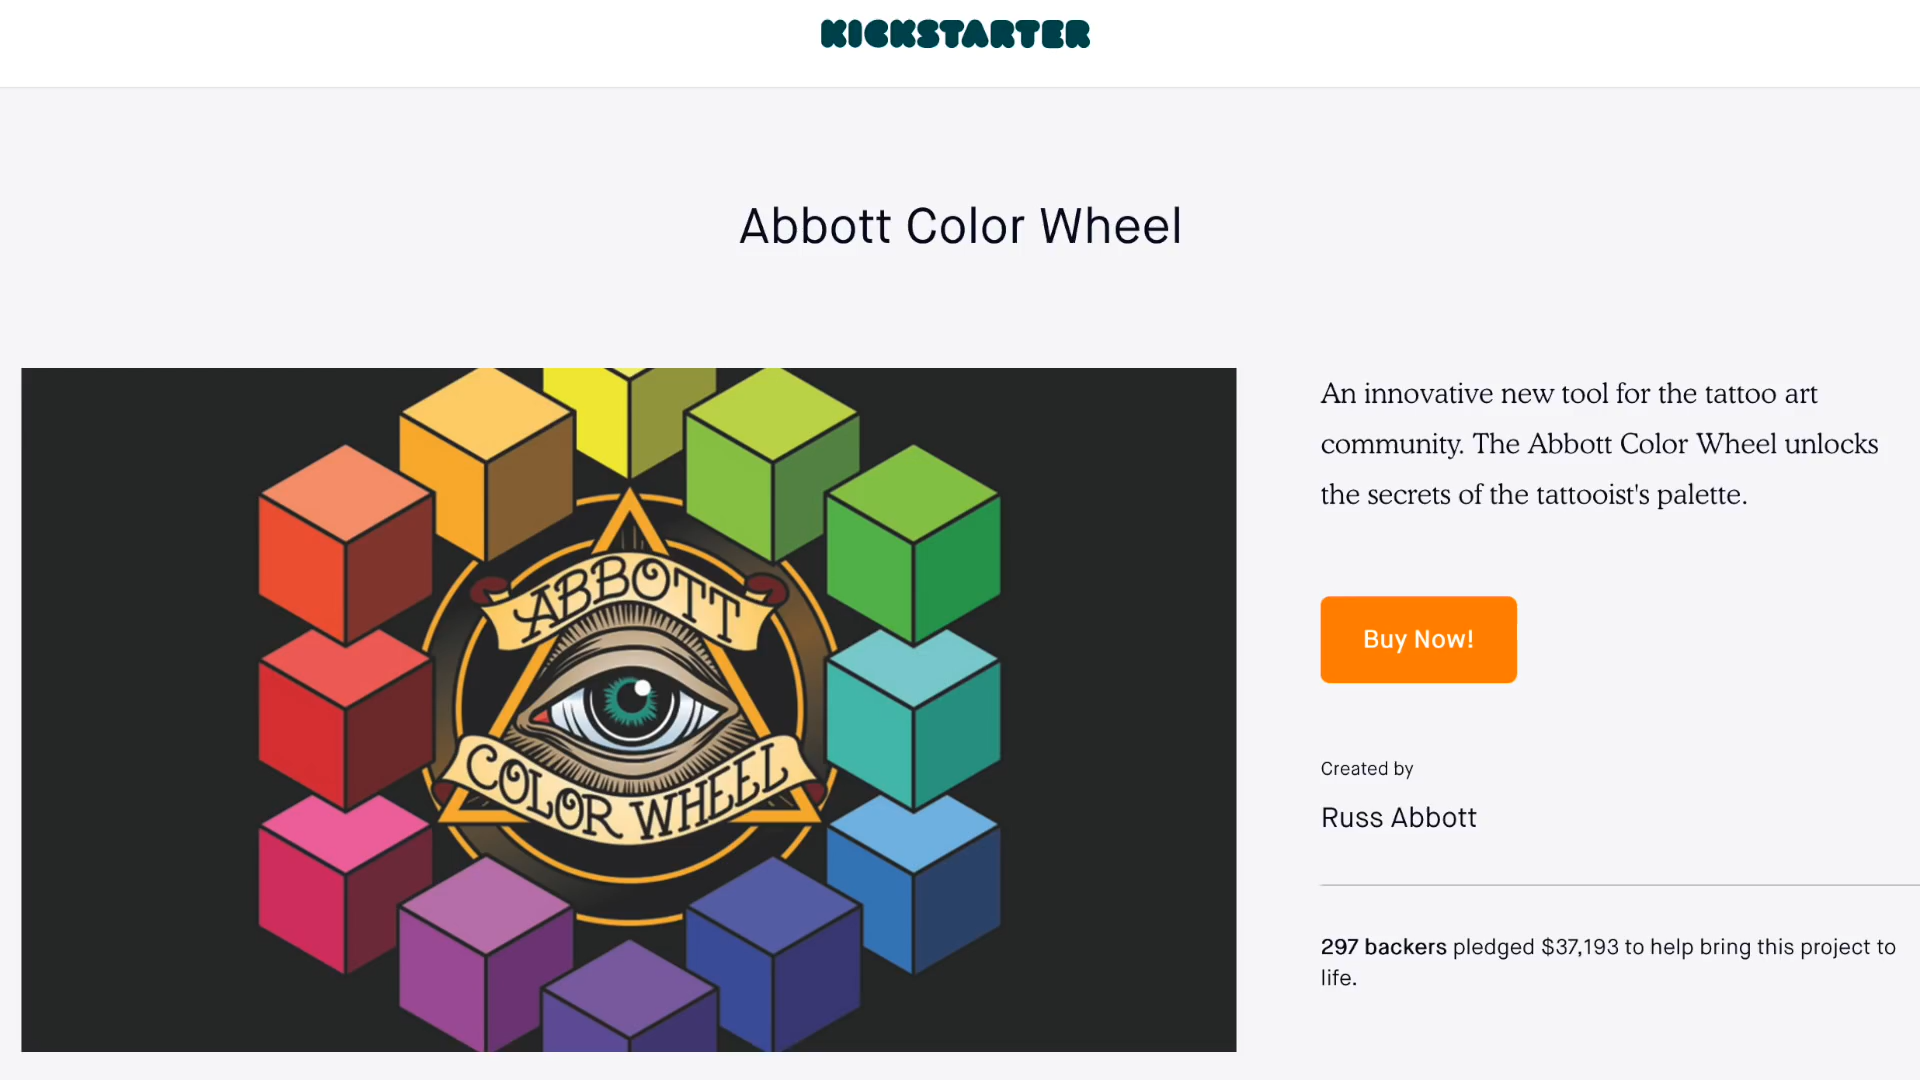 KICKSTARTER
Abbott Color Wheel
ABBOTT
COLOR WHEEL
An innovative new tool for the tattoo art
community. The Abbott Color Wheel unlocks
the secrets of the tattooist's palette.
Buy Now!
Created by
Russ Abbott
297 backers pledged $37,193 to help bring this project to
life.